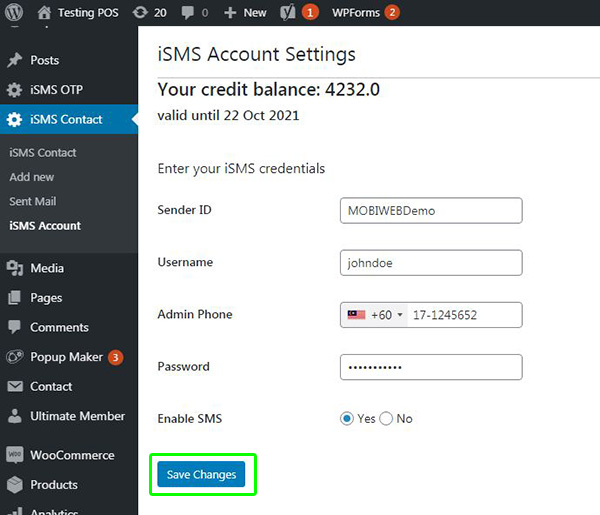 Testing POS 20 0 + New 1 WPForms 2
Posts
iSMS OTP
iSMS Contact
iSMS Contact
Add new
Sent Mail
iSMS Account
Media
Pages
Comments
Popup Maker 3
Contact
Ultimate Member
WooCommerce
Products
Analytics
iSMS Account Settings
Your credit balance: 4232.0
valid until 22 Oct 2021
Enter your iSMS credentials
Sender ID MOBIWEBDemo
Username johndoe
Admin Phone +60 17-1245652
Password •••••••••••
Enable SMS Yes No
Save Changes